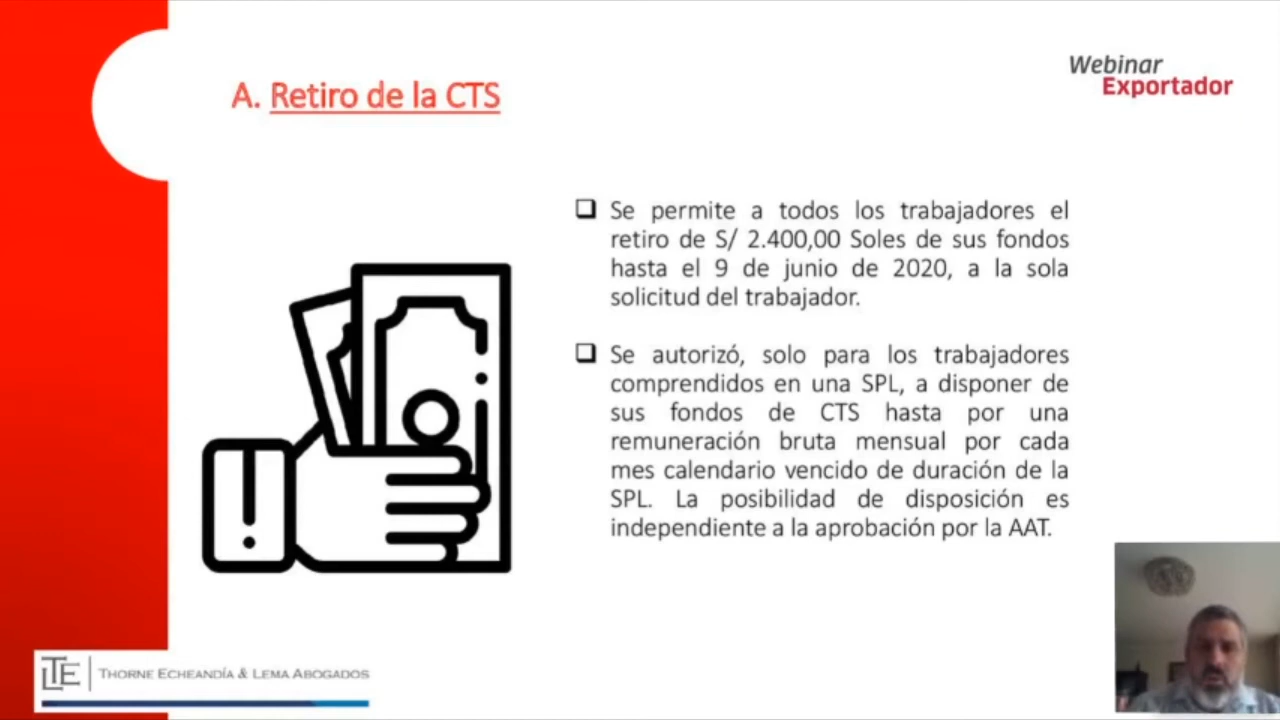 Webinar
Exportador
A. Retiro de la CTS
Se permite a todos los trabajadores el
retiro de S/ 2.400,00 Soles de sus fondos
hasta el 9 de junio de 2020, a la sola
solicitud del trabajador.
Se autorizó, solo para los trabajadores
comprendidos en una SPL, a disponer de
sus fondos de CTS hasta por una
remuneración bruta mensual por cada
mes calendario vencido de duración de la
SPL. La posibilidad de disposición es
independiente a la aprobación por la AAT.
LTE THORNE ECHEANDÍA & LEMA ABOGADOS